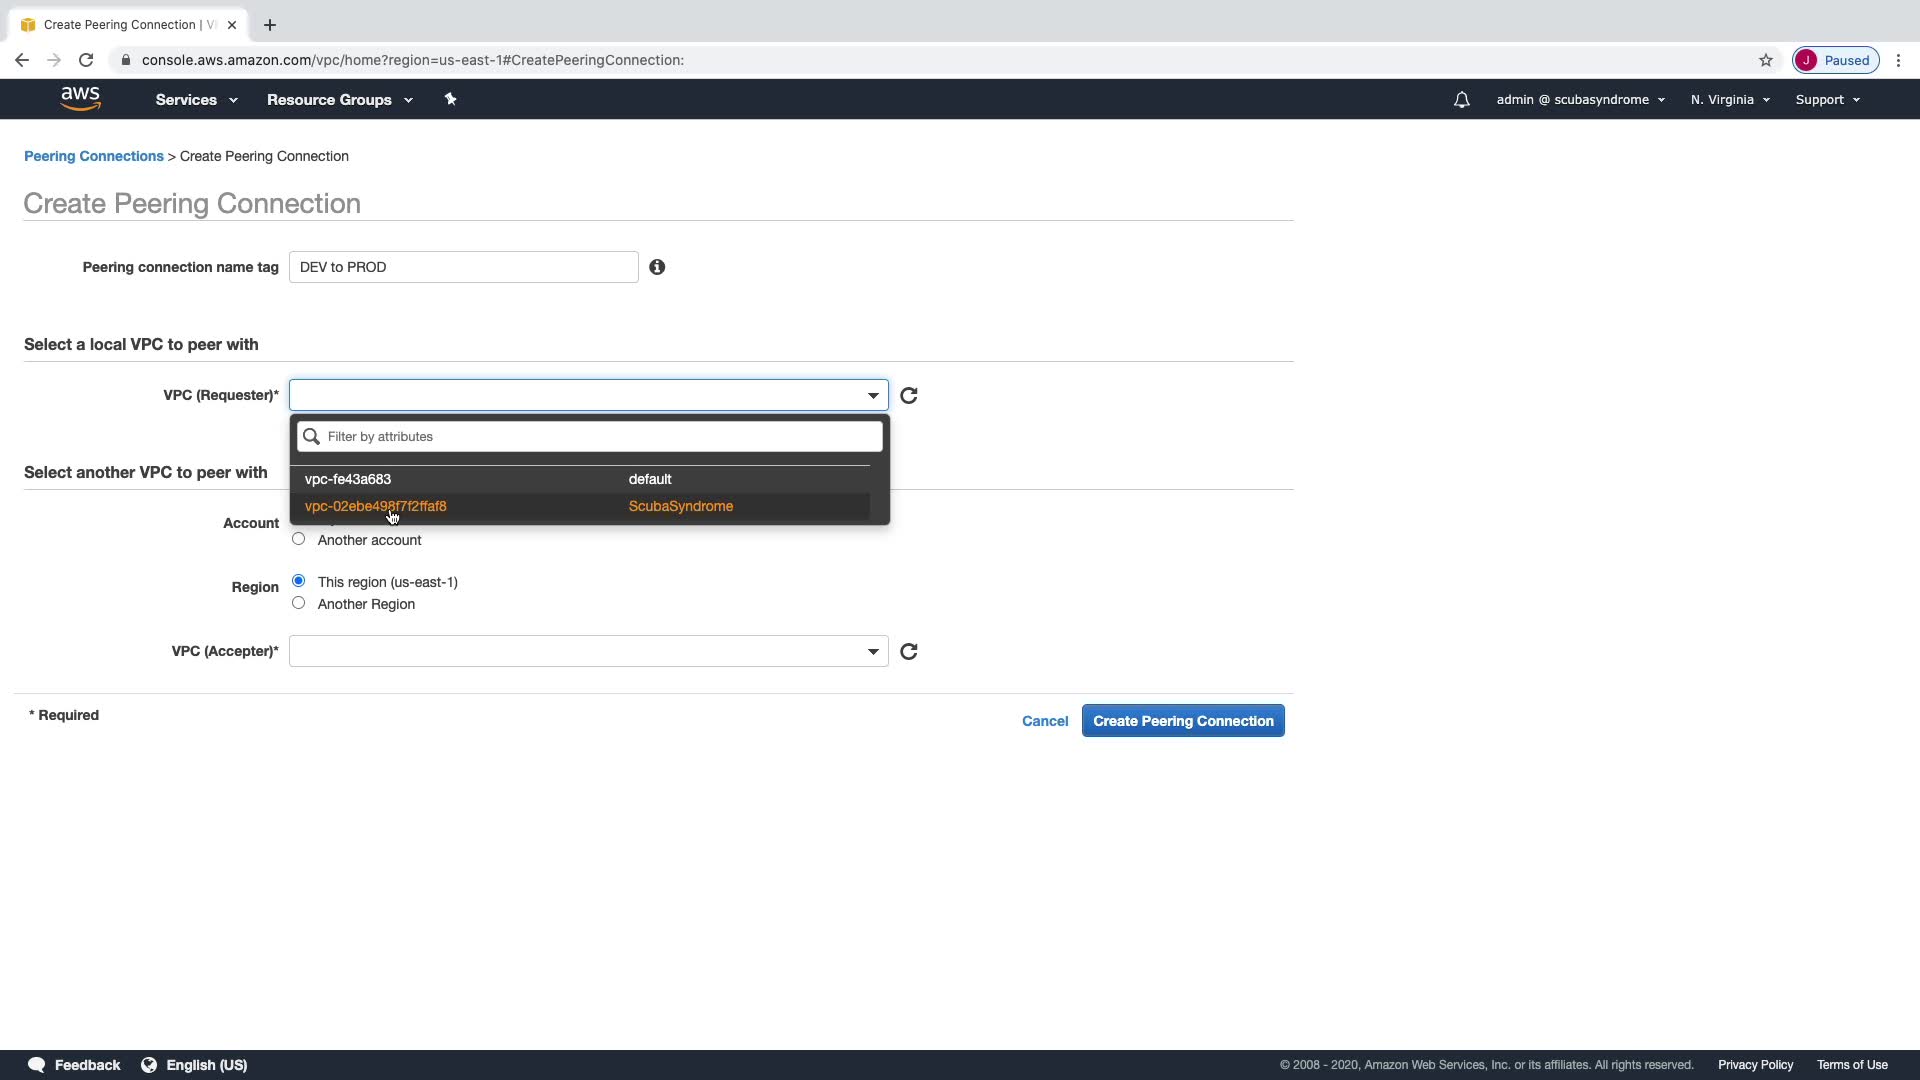 Create Peering Connection | V
console.aws.amazon.com/vpc/home?region=us-east-1#CreatePeeringConnection:
J Paused
aws Services Resource Groups admin @ scubasyndrome N. Virginia Support
Peering Connections > Create Peering Connection
Create Peering Connection
Peering connection name tag DEV to PROD
Select a local VPC to peer with
VPC (Requester)*
Filter by attributes
Select another VPC to peer with
vpc-fe43a683 default
vpc-02ebe498f7f2ffaf8 ScubaSyndrome
Account
Another account
Region This region (us-east-1)
Another Region
VPC (Accepter)*
* Required
Cancel Create Peering Connection
Feedback English (US) © 2008 - 2020, Amazon Web Services, Inc. or its affiliates. All rights reserved. Privacy Policy Terms of Use